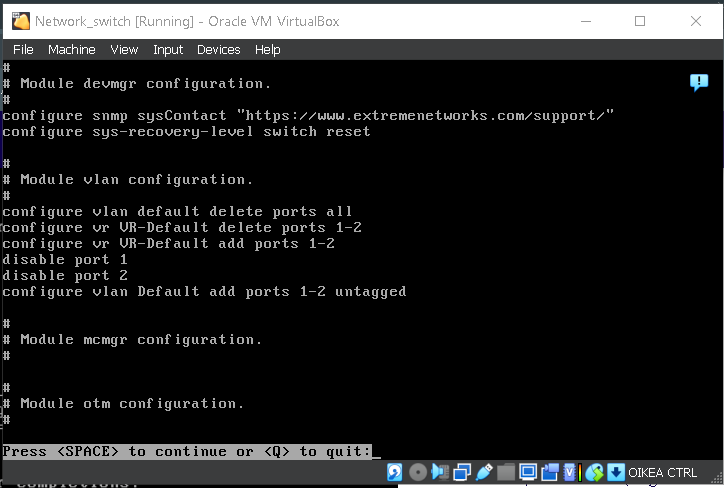 Network_switch [Running] - Oracle VM VirtualBox
File Machine View Input Devices Help
#
# Module devmgr configuration.
#
configure snmp sysContact "https://www.extremenetworks.com/support/"
configure sys-recovery-level switch reset
#
# Module vlan configuration.
#
configure vlan default delete ports all
configure vr VR-Default delete ports 1-2
configure vr VR-Default add ports 1-2
disable port 1
disable port 2
configure vlan Default add ports 1-2 untagged
#
# Module mcmgr configuration.
#
#
# Module otm configuration.
#
Press <SPACE> to continue or <Q> to quit:_
OIKEA CTRL